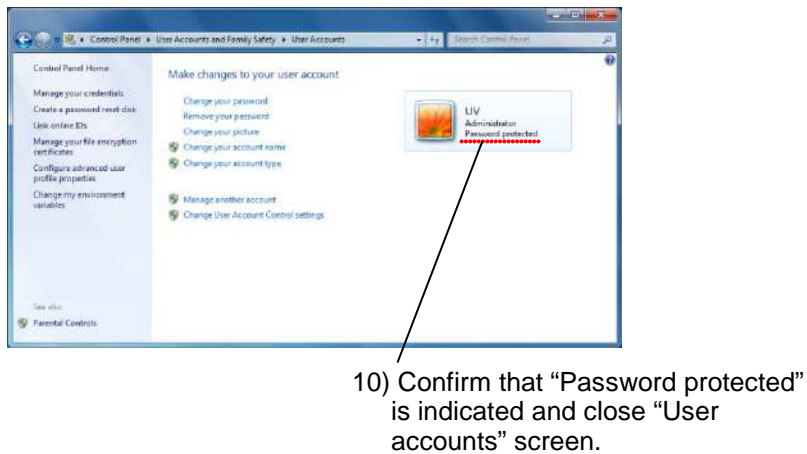 Control Panel ▸ User Accounts and Family Safety ▸ User Accounts
Search Control Panel
Control Panel Home
Manage your credentials
Create a password reset disk
Link online IDs
Manage your file encryption
certificates
Configure advanced user
profile properties
Change my environment
variables
See also
Parental Controls
Make changes to your user account
Change your password
Remove your password
Change your picture
Change your account name
Change your account type
Manage another account
Change User Account Control settings
LIV
Administrator
Password protected
10) Confirm that “Password protected”
is indicated and close “User
accounts” screen.